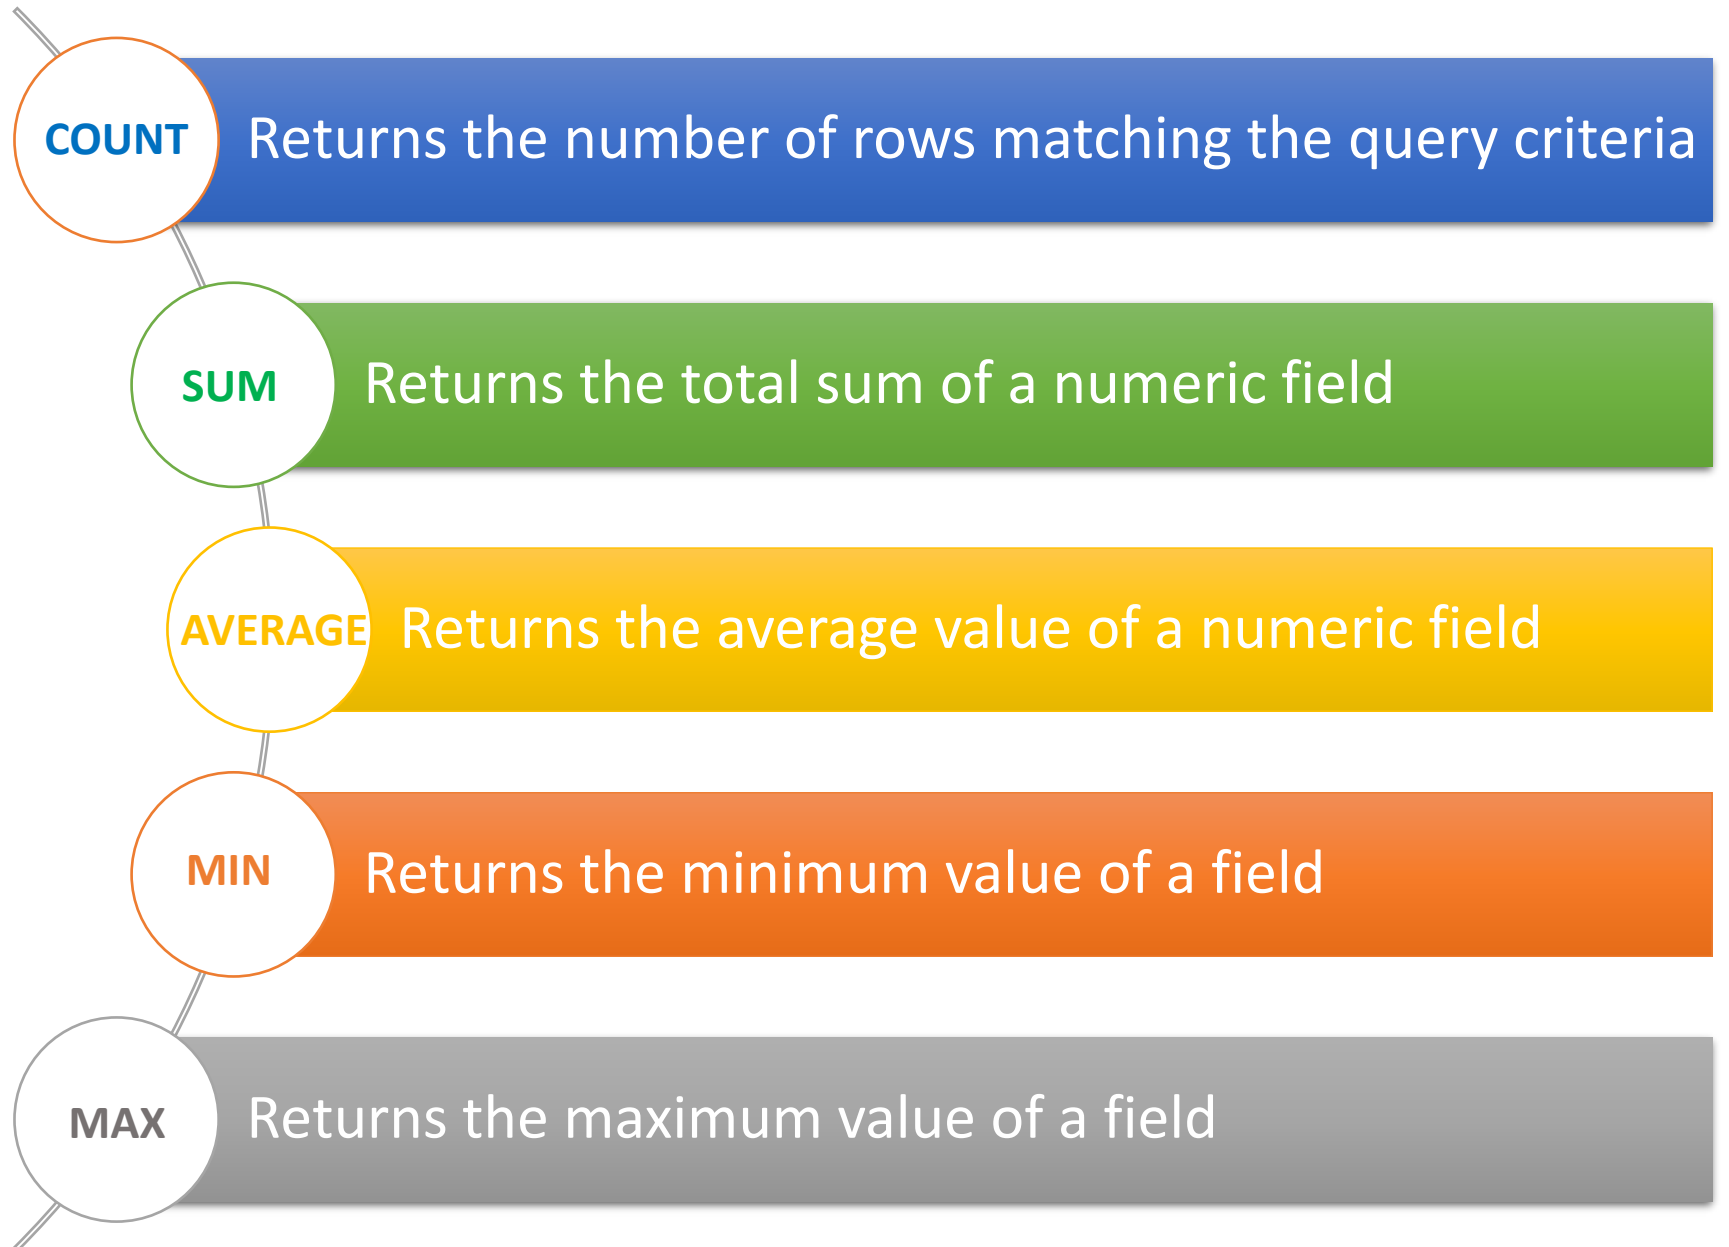 COUNT
Returns the number of rows matching the query criteria
SUM
Returns the total sum of a numeric field
AVERAGE
Returns the average value of a numeric field
MIN
Returns the minimum value of a field
MAX
Returns the maximum value of a field